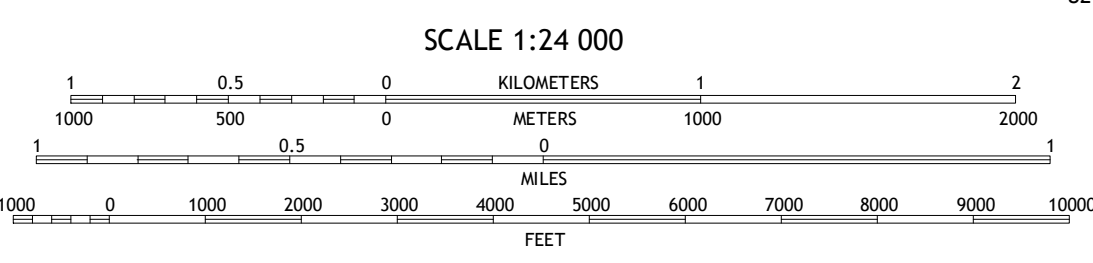 SCALE 1:24 000
1 0.5 0 KILOMETERS 1 2
1000 500 0 METERS 1000 2000
1 0.5 0 1
MILES
1000 0 1000 2000 3000 4000 5000 6000 7000 8000 9000 10000
FEET